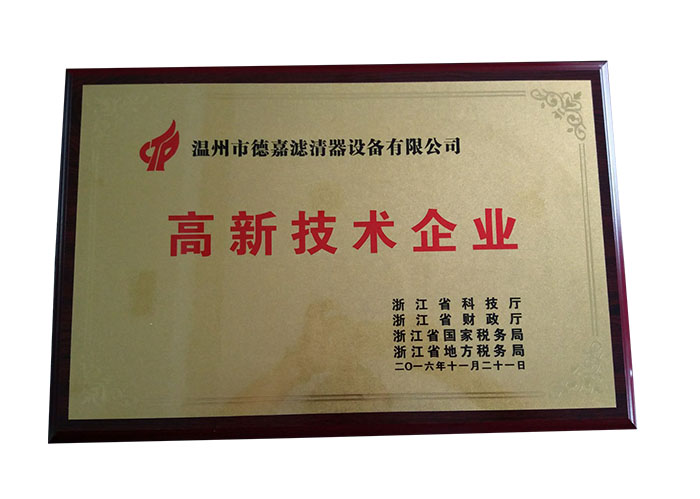 温州市德嘉滤清器设备有限公司
高新技术企业
浙江省科技厅
浙江省财政厅
浙江省国家税务局
浙江省地方税务局
二〇一六年十一月二十一日